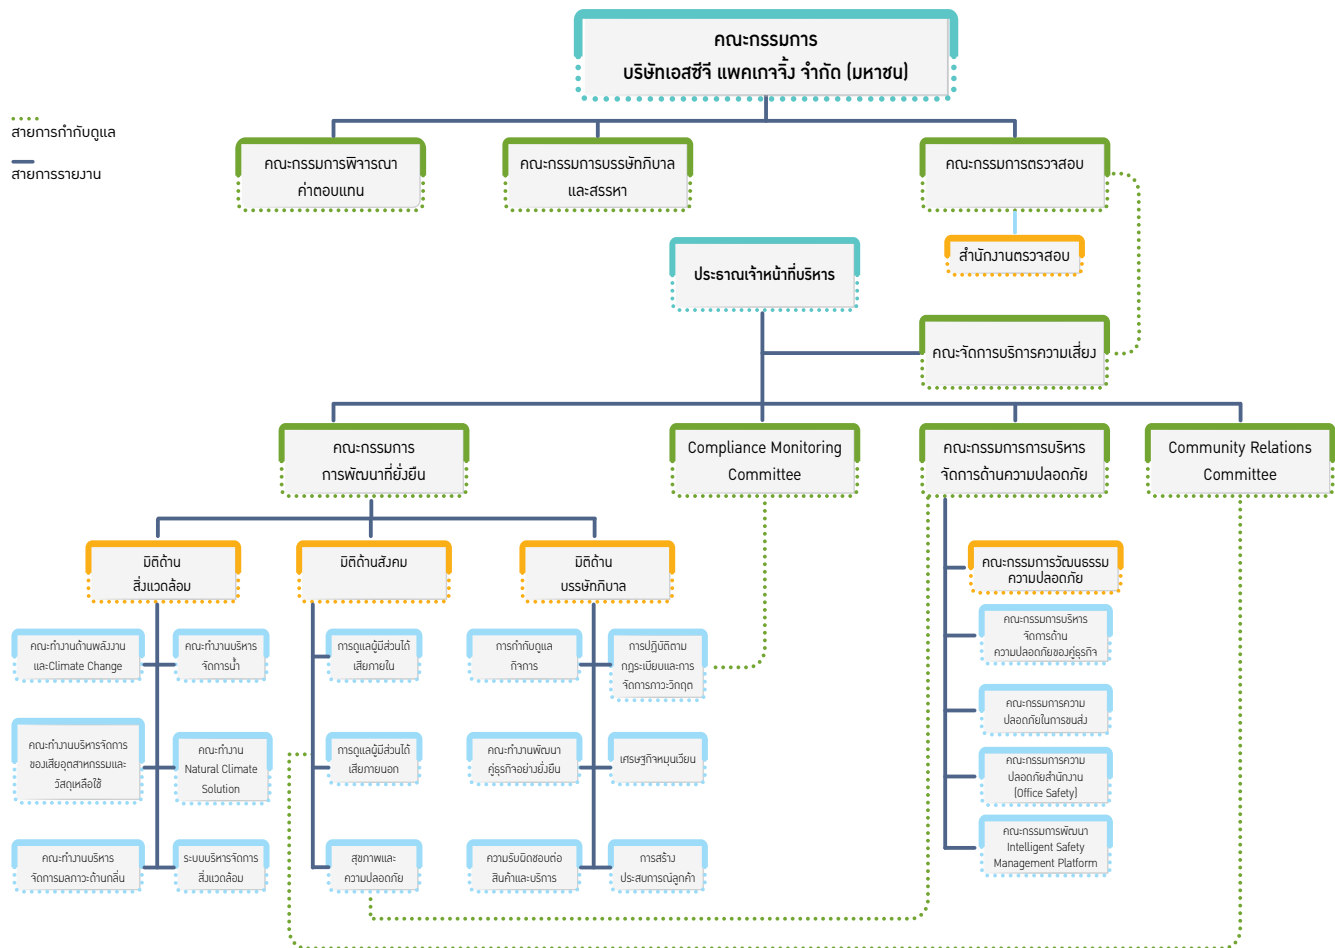 คณะกรรมการ
บริษัทเอสซีจี แพคเกจจิ้ง จำกัด (มหาชน)
สายการกำกับดูแล
สายการรายงาน
คณะกรรมการพิจารณา
ค่าตอบแทน
คณะกรรมการบรรษัทภิบาล
และสรรหา
คณะกรรมการตรวจสอบ
สำนักงานตรวจสอบ
ประธาณเจ้าหน้าที่บริหาร
คณะจัดการบริการความเสี่ยง
คณะกรรมการ
การพัฒนาที่ยั่งยืน
Compliance Monitoring
Committee
คณะกรรมการการบริหาร
จัดการด้านความปลอดภัย
Community Relations
Committee
มิติด้าน
สิ่งแวดล้อม
มิติด้านสังคม
มิติด้าน
บรรษัทภิบาล
คณะทำงานด้านพลังงาน
และClimate Change
คณะทำงานบริหาร
จัดการน้ำ
คณะทำงานบริหารจัดการ
ของเสียอุตสาหกรรมและ
วัสดุเหลือใช้
คณะทำงาน
Natural Climate
Solution
คณะทำงานบริหาร
จัดการมลภาวะด้านกลิ่น
ระบบบริหารจัดการ
สิ่งแวดล้อม
การดูแลผู้มีส่วนได้
เสียภายใน
การดูแลผู้มีส่วนได้
เสียภายนอก
สุขภาพและ
ความปลอดภัย
การกำกับดูแล
กิจการ
การปฏิบัติตาม
กฎระเบียบและการ
จัดการภาวะวิกฤต
คณะทำงานพัฒนา
คู่ธุรกิจอย่างยั่งยืน
เศรษฐกิจหมุนเวียน
ความรับผิดชอบต่อ
สินค้าและบริการ
การสร้าง
ประสบการณ์ลูกค้า
คณะกรรมการวัฒนธรรม
ความปลอดภัย
คณะกรรมการบริหาร
จัดการด้าน
ความปลอดภัยของคู่ธุรกิจ
คณะกรรมการความ
ปลอดภัยในการขนส่ง
คณะกรรมการความ
ปลอดภัยสำนักงาน
(Office Safety)
คณะกรรมการพัฒนา
Intelligent Safety
Management Platform